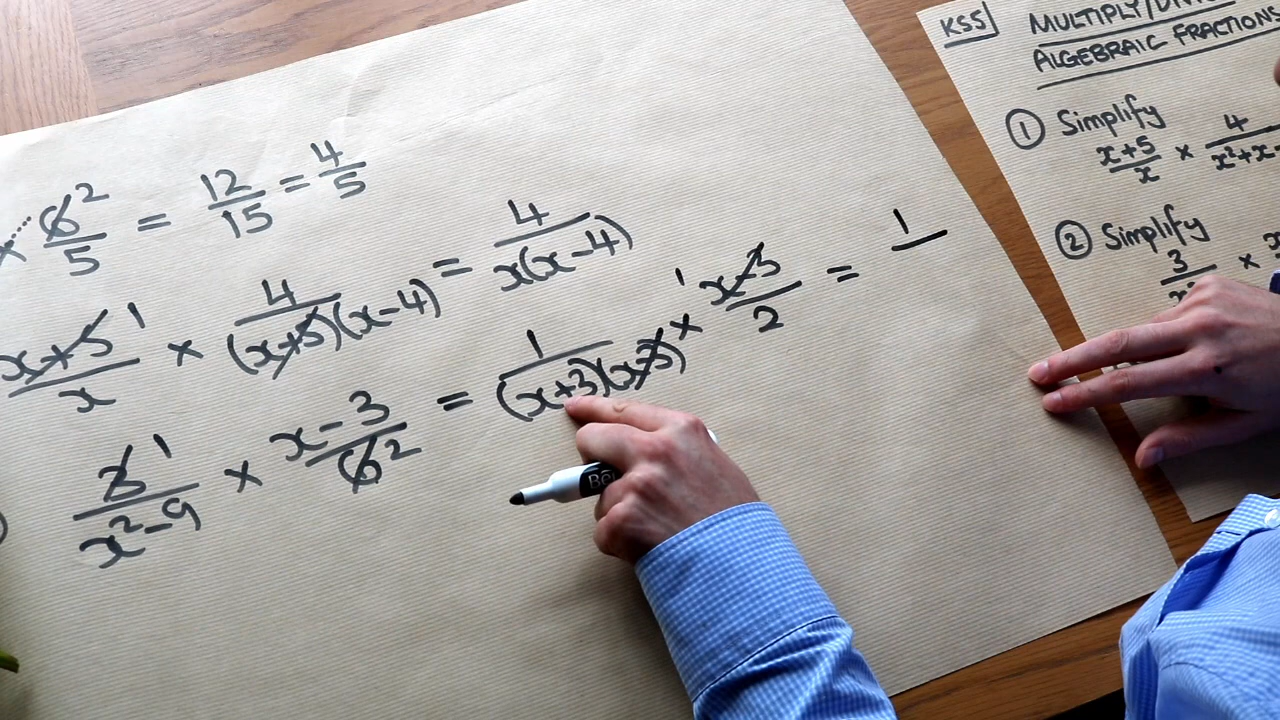 × 6 2/5 = 12/15 = 4/5
x+5 1/x × 4/(x+5)(x-4) = 4/x(x-4)
3 1/x²-9 × x-3/6 2 = 1/(x+3)(x-3) × 1 x-3/2 = 1
KS5
MULTIPLY/
ALGEBRAIC FRACTIONS
① Simplify
x+5/x × 4/x²+x-
② Simplify
3/ ×